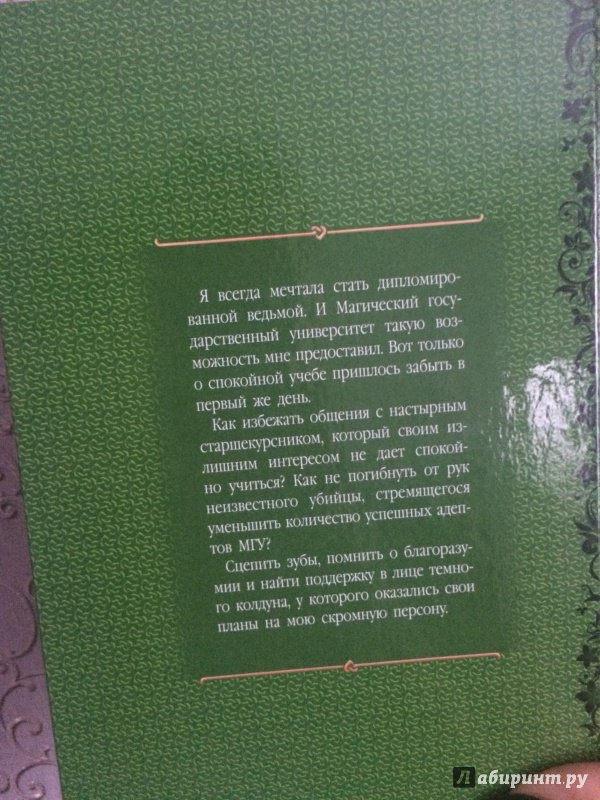 Я всегда мечтала стать дипломиро-
ванной ведьмой. И Магический госу-
дарственный университет такую воз-
можность мне предоставил. Вот только
о спокойной учебе пришлось забыть в
первый же день.
Как избежать общения с настырным
старшекурсником, который своим из-
лишним интересом не дает спокой-
но учиться? Как не погибнуть от рук
неизвестного убийцы, стремящегося
уменьшить количество успешных адеп-
тов МГУ?
Сцепить зубы, помнить о благоразу-
мии и найти поддержку в лице темно-
го колдуна, у которого оказались свои
планы на мою скромную персону.
Лабиринт.ру